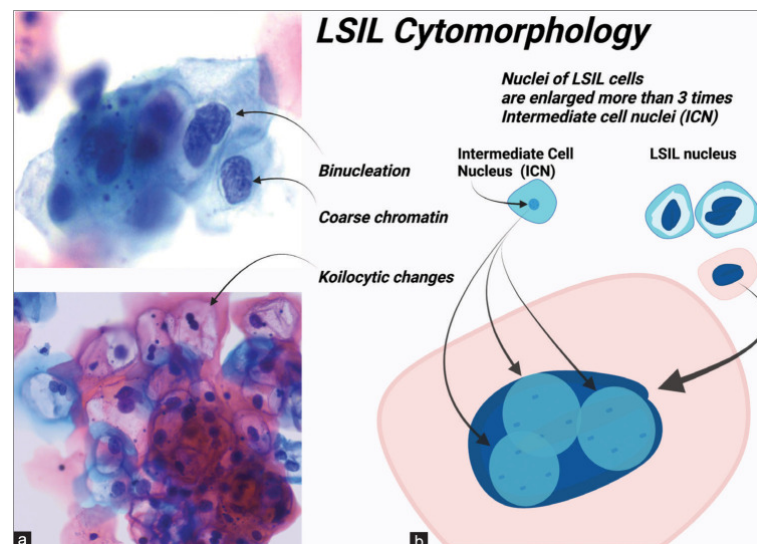 LSIL Cytomorphology
Nuclei of LSIL cells
are enlarged more than 3 times
Intermediate cell nuclei (ICN)
Intermediate Cell
Nucleus (ICN)
LSIL nucleus
Binucleation
Coarse chromatin
Koilocytic changes
a
b